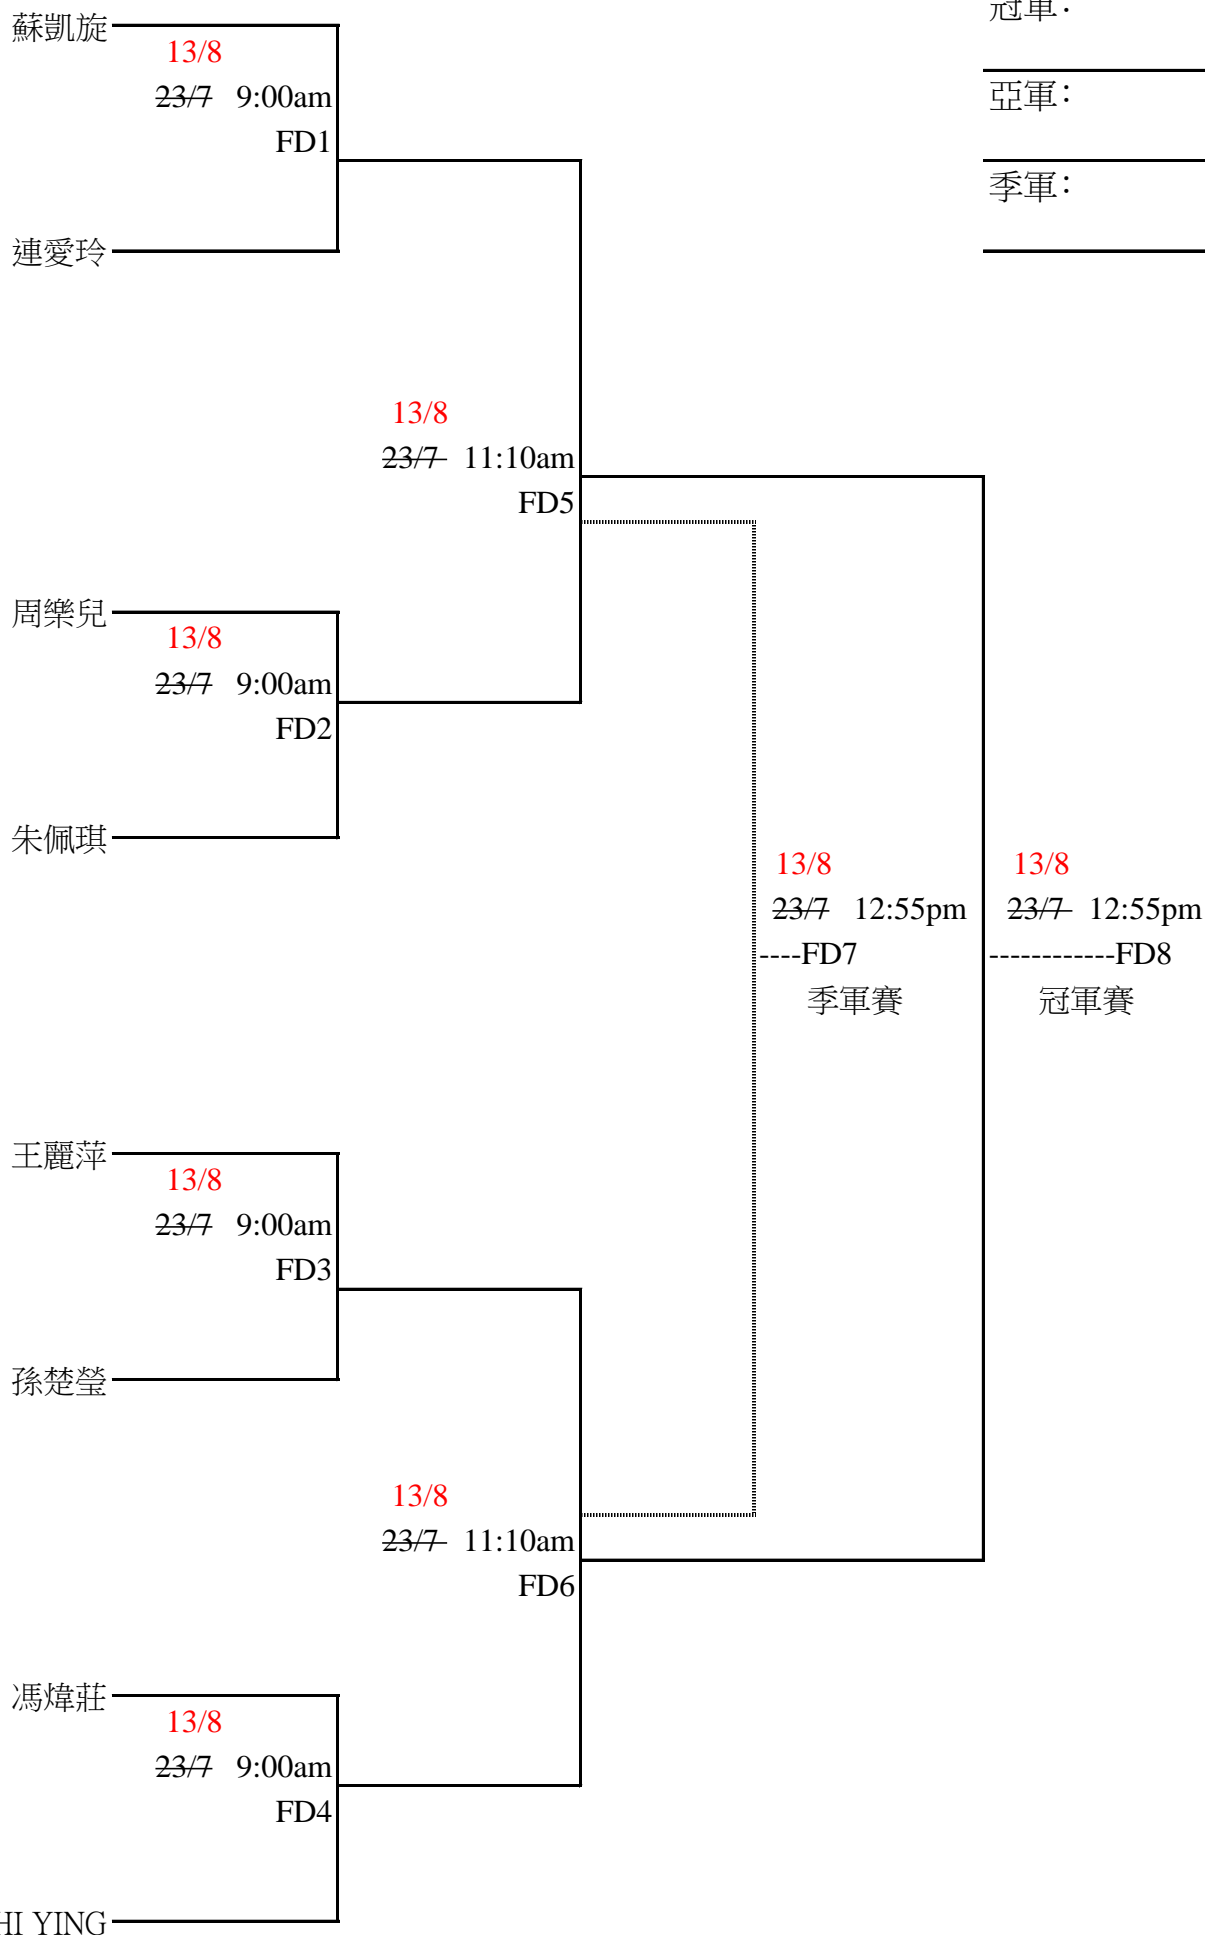 蘇凱旋
13/8
23/7 9:00am
FD1
連愛玲
冠軍：
亞軍：
季軍：
13/8
23/7 11:10am
FD5
周樂兒
13/8
23/7 9:00am
FD2
朱佩琪
13/8
23/7 12:55pm
----FD7
季軍賽
13/8
23/7 12:55pm
------------FD8
冠軍賽
王麗萍
13/8
23/7 9:00am
FD3
孫楚瑩
13/8
23/7 11:10am
FD6
馮煒莊
13/8
23/7 9:00am
FD4
YING